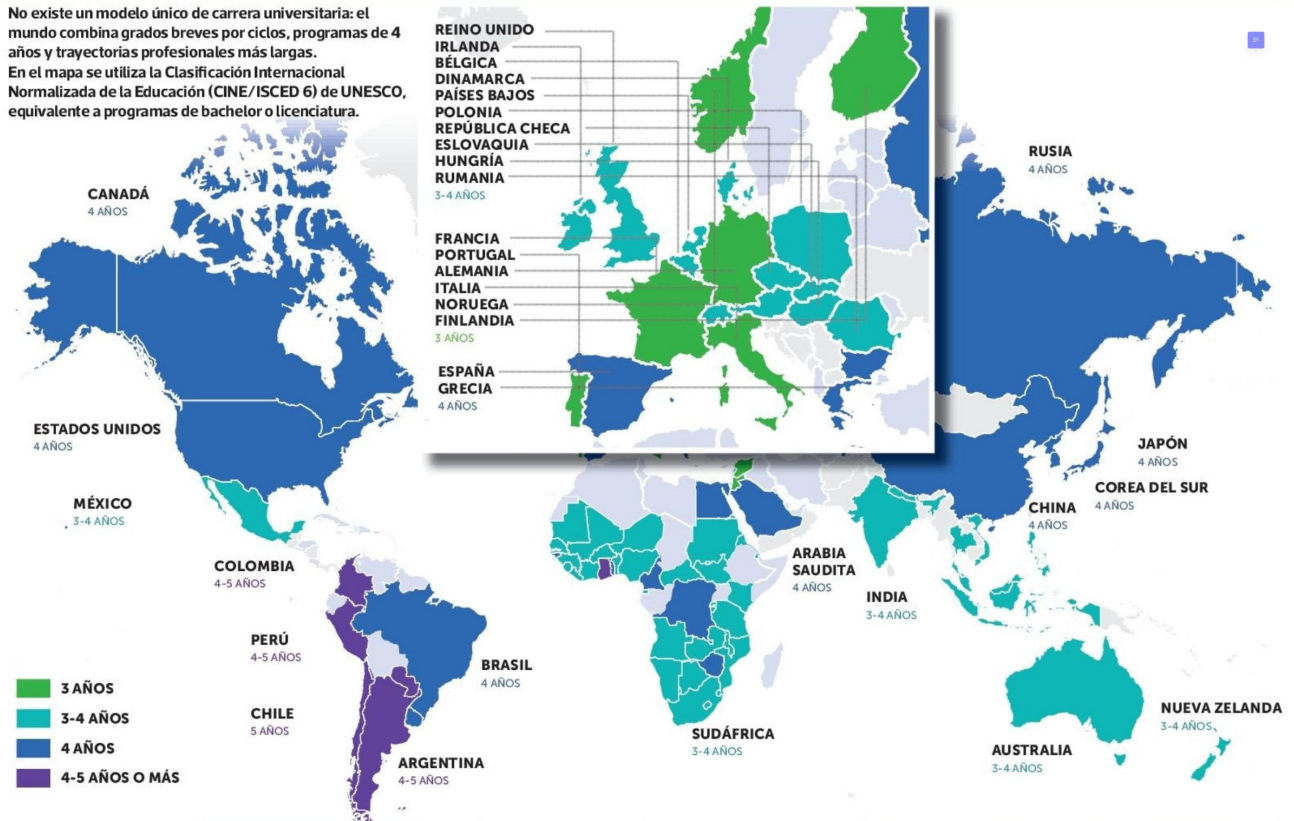 No existe un modelo único de carrera universitaria: el
mundo combina grados breves por ciclos, programas de 4
años y trayectorias profesionales más largas.
En el mapa se utiliza la Clasificación Internacional
Normalizada de la Educación (CINE/ISCED 6) de UNESCO,
equivalente a programas de bachelor o licenciatura.
REINO UNIDO
IRLANDA
BÉLGICA
DINAMARCA
PAÍSES BAJOS
POLONIA
REPÚBLICA CHECA
ESLOVAQUIA
HUNGRÍA
RUMANIA
3-4 AÑOS
FRANCIA
PORTUGAL
ALEMANIA
ITALIA
NORUEGA
FINLANDIA
3 AÑOS
ESPAÑA
GRECIA
4 AÑOS
CANADÁ
4 AÑOS
RUSIA
4 AÑOS
ESTADOS UNIDOS
4 AÑOS
MÉXICO
3-4 AÑOS
JAPÓN
4 AÑOS
COREA DEL SUR
4 AÑOS
CHINA
4 AÑOS
COLOMBIA
4-5 AÑOS
ARABIA
SAUDITA
4 AÑOS
INDIA
3-4 AÑOS
PERÚ
4-5 AÑOS
BRASIL
4 AÑOS
CHILE
5 AÑOS
ARGENTINA
4-5 AÑOS
SUDÁFRICA
3-4 AÑOS
AUSTRALIA
3-4 AÑOS
NUEVA ZELANDA
3-4 AÑOS
3 AÑOS
3-4 AÑOS
4 AÑOS
4-5 AÑOS O MÁS